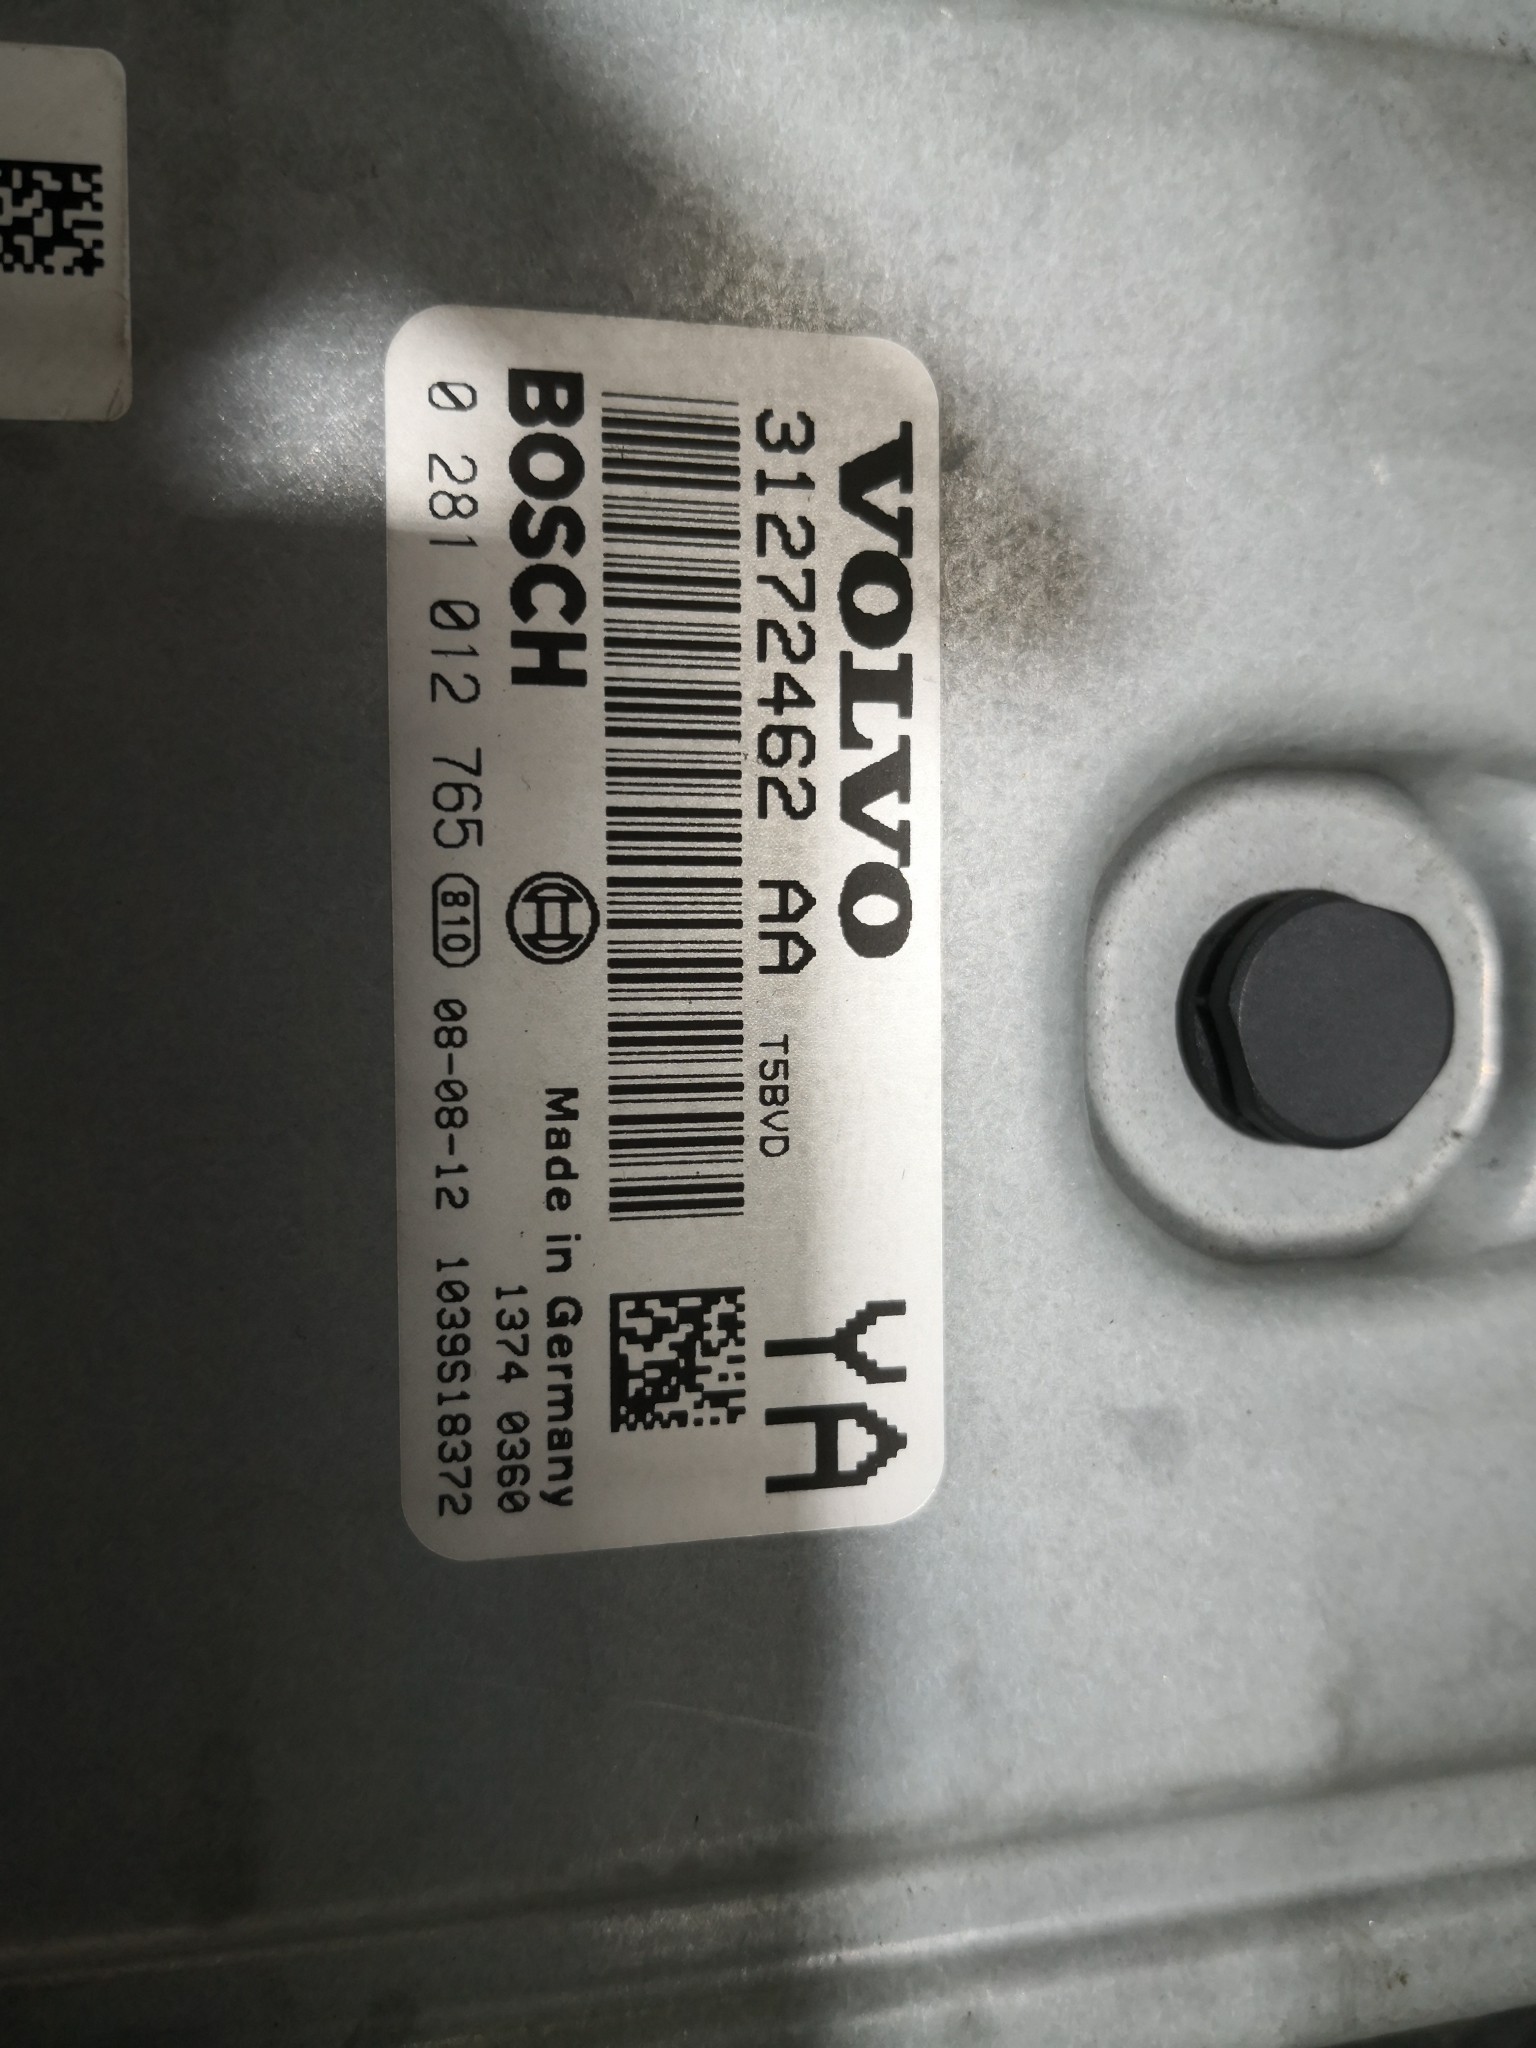 VOLVO
YA
31272462 AA T5BVD
BOSCH
Made in Germany
1374 0360
0 281 012 765 810 08-08-12 1039S18372